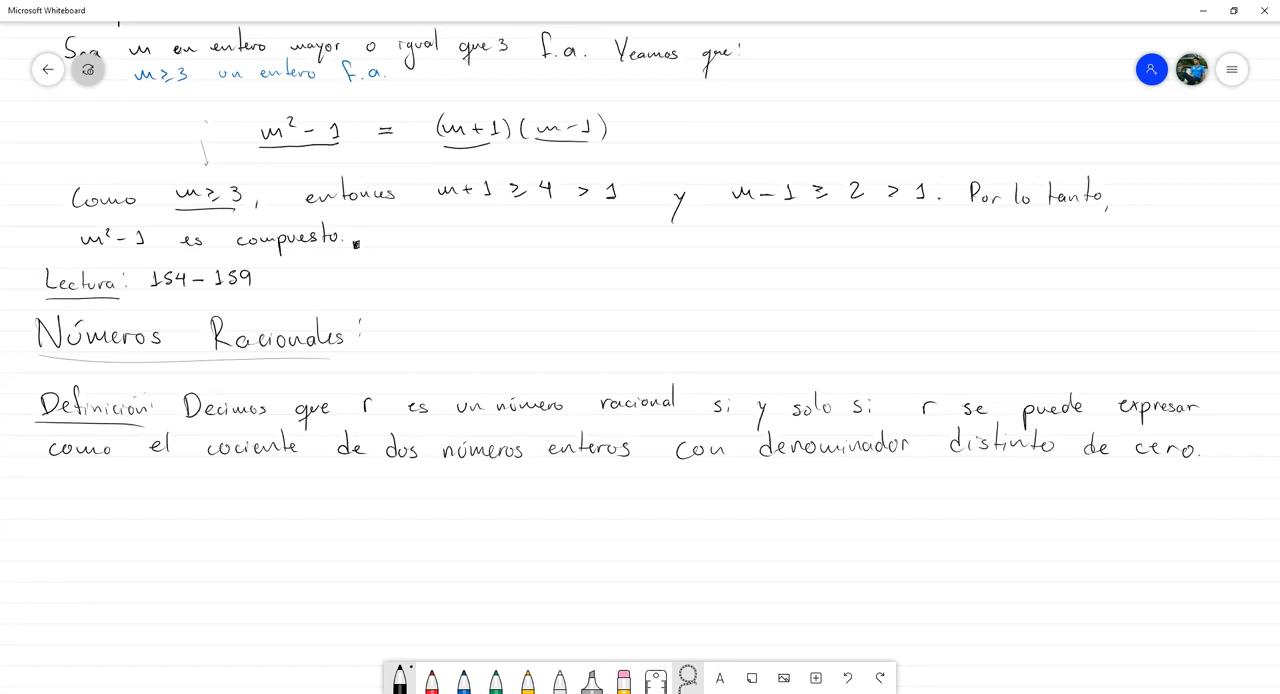 Microsoft Whiteboard
Sea m en entero mayor o igual que 3 f.a. Veamos que:
m ≥ 3 un entero f.a.
m² - 1 = (m+1)(m-1)
Como m ≥ 3, entonces m+1 ≥ 4 > 1 y m-1 ≥ 2 > 1. Por lo tanto,
m² - 1 es compuesto.
Lectura: 154 - 159
Números Racionales:
Definición: Decimos que r es un número racional si y solo si r se puede expresar
como el cociente de dos números enteros con denominador distinto de cero.
A